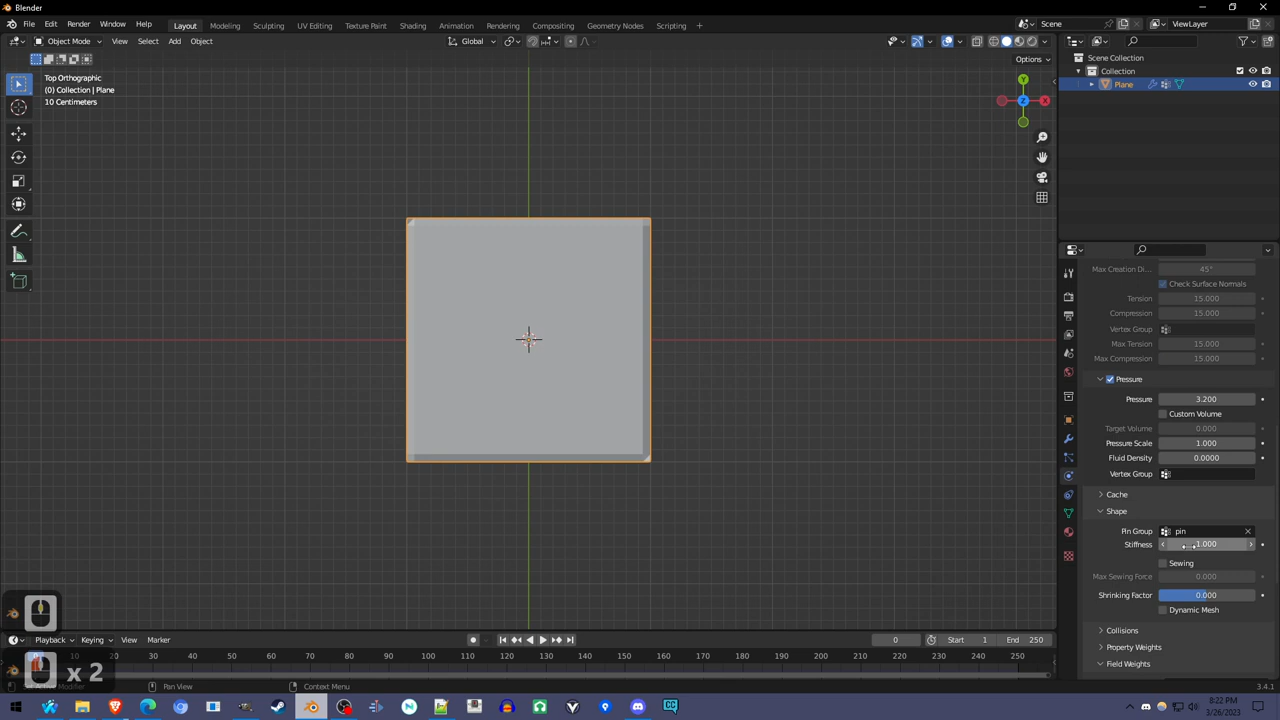 Blender
File Edit Render Window Help
Layout Modeling Sculpting UV Editing Texture Paint Shading Animation Rendering Compositing Geometry Nodes Scripting +
Scene ViewLayer
Object Mode View Select Add Object Global
Options
Top Orthographic
(0) Collection | Plane
10 Centimeters
Y
Z
X
Scene Collection
Collection
Plane
Max Creation Di... 45°
Check Surface Normals
Tension 15.000
Compression 15.000
Vertex Group
Max Tension 15.000
Max Compression 15.000
Pressure
Pressure 3.200
Custom Volume
Target Volume 0.000
Pressure Scale 1.000
Fluid Density 0.0000
Vertex Group
Cache
Shape
Pin Group pin
Stiffness 1.000
Sewing
Max Sewing Force 0.000
Shrinking Factor 0.000
Dynamic Mesh
Collisions
Property Weights
Field Weights
Playback Keying View Marker
0 Start 1 End 250
10 20 30 40 50 60 70 80 90 100 110 120 130 140 150 160 170 180 190 200 210 220 230 240 250
x 2
Pan View Context Menu
3.4.1
8:22 PM
3/26/2023